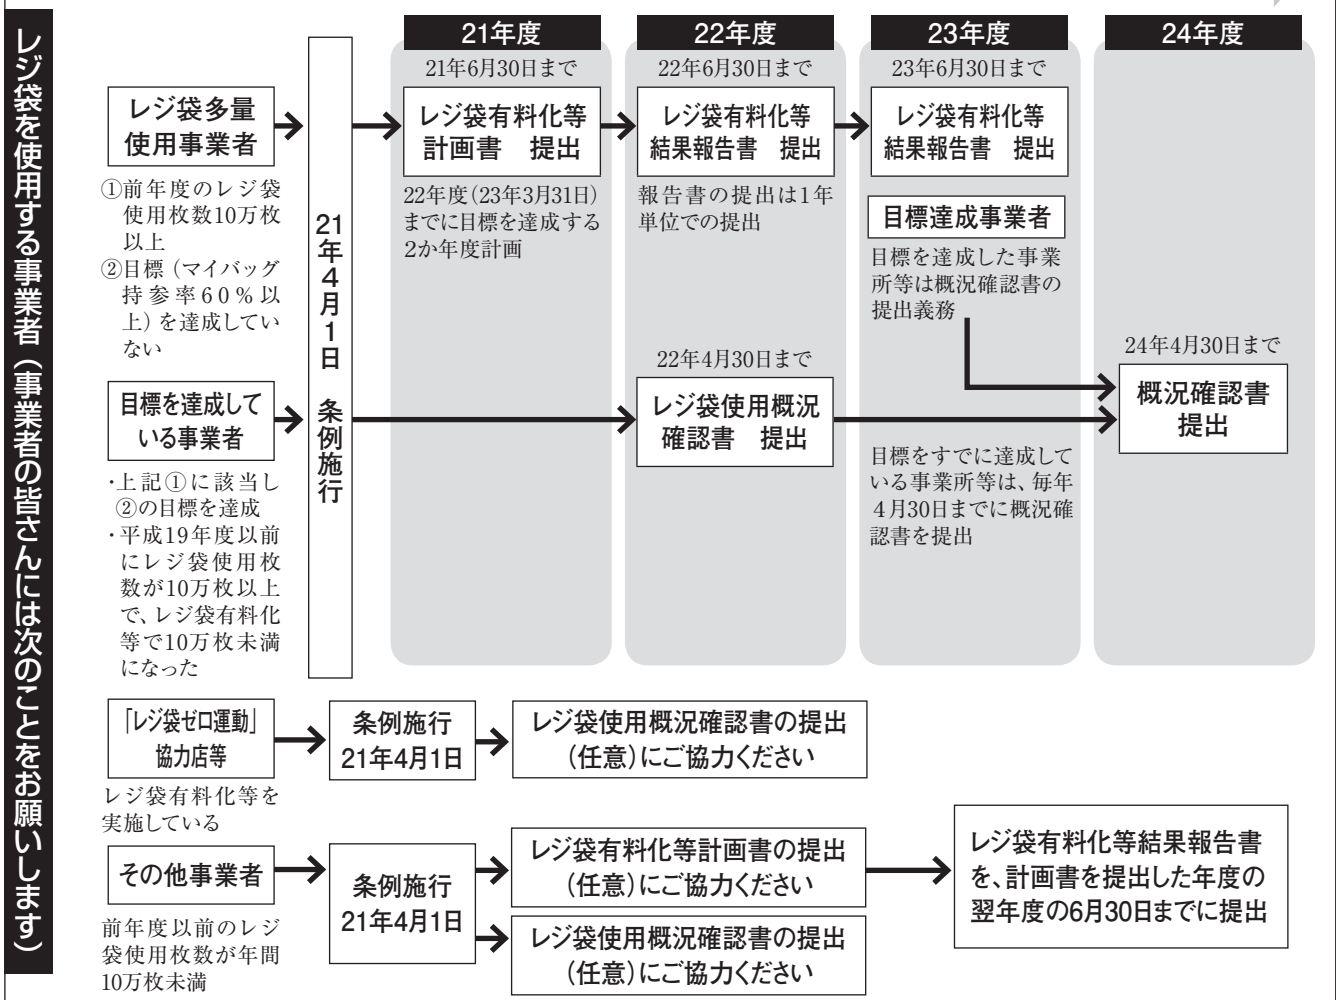 レジ袋を使用する事業者(事業者の皆さんには次のことをお願いします)
21年度
22年度
23年度
24年度
レジ袋多量
使用事業者
①前年度のレジ袋
使用枚数10万枚
以上
②目標（マイバッグ
持参率60％以
上）を達成してい
ない
目標を達成して
いる事業者
・上記①に該当し
②の目標を達成
・平成19年度以前
にレジ袋使用枚
数が10万枚以上
で、レジ袋有料化
等で10万枚未満
になった
21年4月1日　条例施行
21年6月30日まで
レジ袋有料化等
計画書　提出
22年度（23年3月31日）
までに目標を達成する
2か年度計画
22年6月30日まで
レジ袋有料化等
結果報告書　提出
報告書の提出は1年
単位での提出
22年4月30日まで
レジ袋使用概況
確認書　提出
23年6月30日まで
レジ袋有料化等
結果報告書　提出
目標達成事業者
目標を達成した事業
所等は概況確認書の
提出義務
目標をすでに達成して
いる事業所等は、毎年
4月30日までに概況確
認書を提出
24年4月30日まで
概況確認書
提出
「レジ袋ゼロ運動」
協力店等
レジ袋有料化等を
実施している
条例施行
21年4月1日
レジ袋使用概況確認書の提出
（任意）にご協力ください
その他事業者
前年度以前のレジ
袋使用枚数が年間
10万枚未満
条例施行
21年4月1日
レジ袋有料化等計画書の提出
（任意）にご協力ください
レジ袋使用概況確認書の提出
（任意）にご協力ください
レジ袋有料化等結果報告書
を、計画書を提出した年度の
翌年度の6月30日までに提出